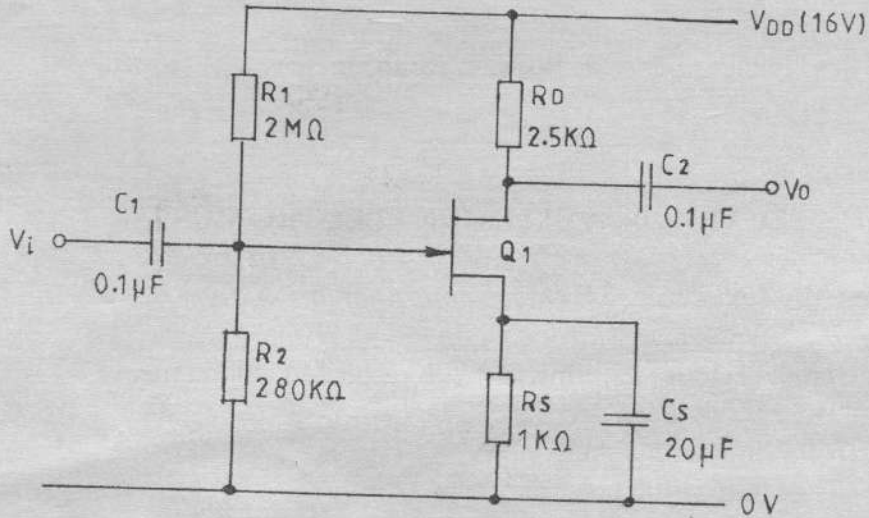 VDD (16V)
R1
2MΩ
RD
2.5KΩ
C2
0.1µF
Vo
C1
0.1µF
Vi
Q1
R2
280KΩ
RS
1KΩ
CS
20µF
0V